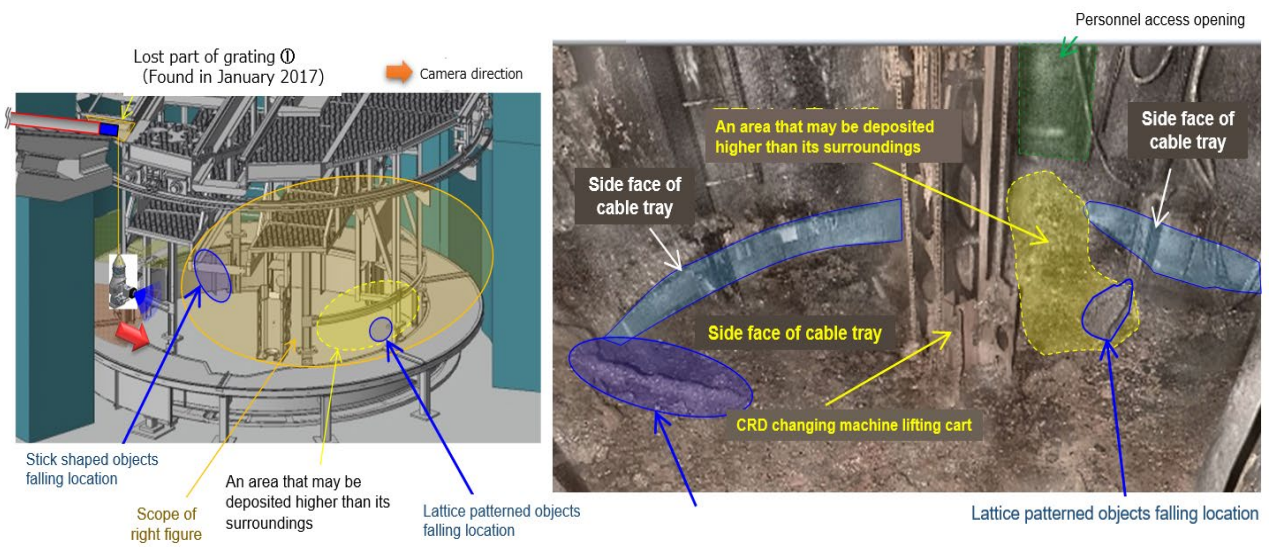 Lost part of grating ①
(Found in January 2017)
Camera direction
Stick shaped objects
falling location
Scope of
right figure
An area that may be
deposited higher than its
surroundings
Lattice patterned objects
falling location
Personnel access opening
An area that may be deposited
higher than its surroundings
Side face of
cable tray
Side face of
cable tray
Side face of cable tray
CRD changing machine lifting cart
Lattice patterned objects falling location